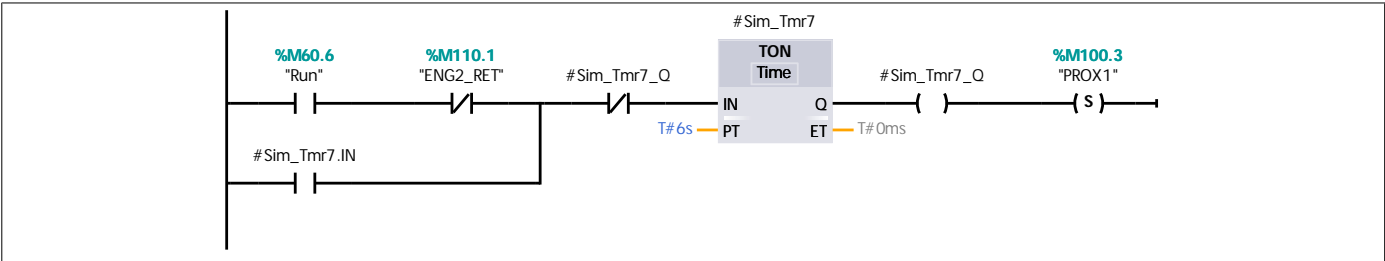 #Sim_Tmr7
%M60.6
"Run"
%M110.1
"ENG2_RET"
#Sim_Tmr7_Q
TON
Time
#Sim_Tmr7_Q
%M100.3
"PROX1"
S
IN
Q
T#6s
PT
ET
T#0ms
#Sim_Tmr7.IN